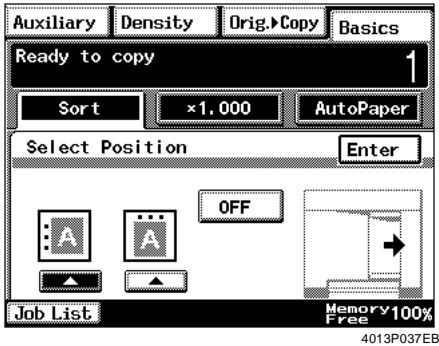 Auxiliary Density Orig.▶Copy Basics
Ready to copy 1
Sort ×1.000 AutoPaper
Select Position Enter
OFF
A A
Job List Memory Free 100%
4013P037EB